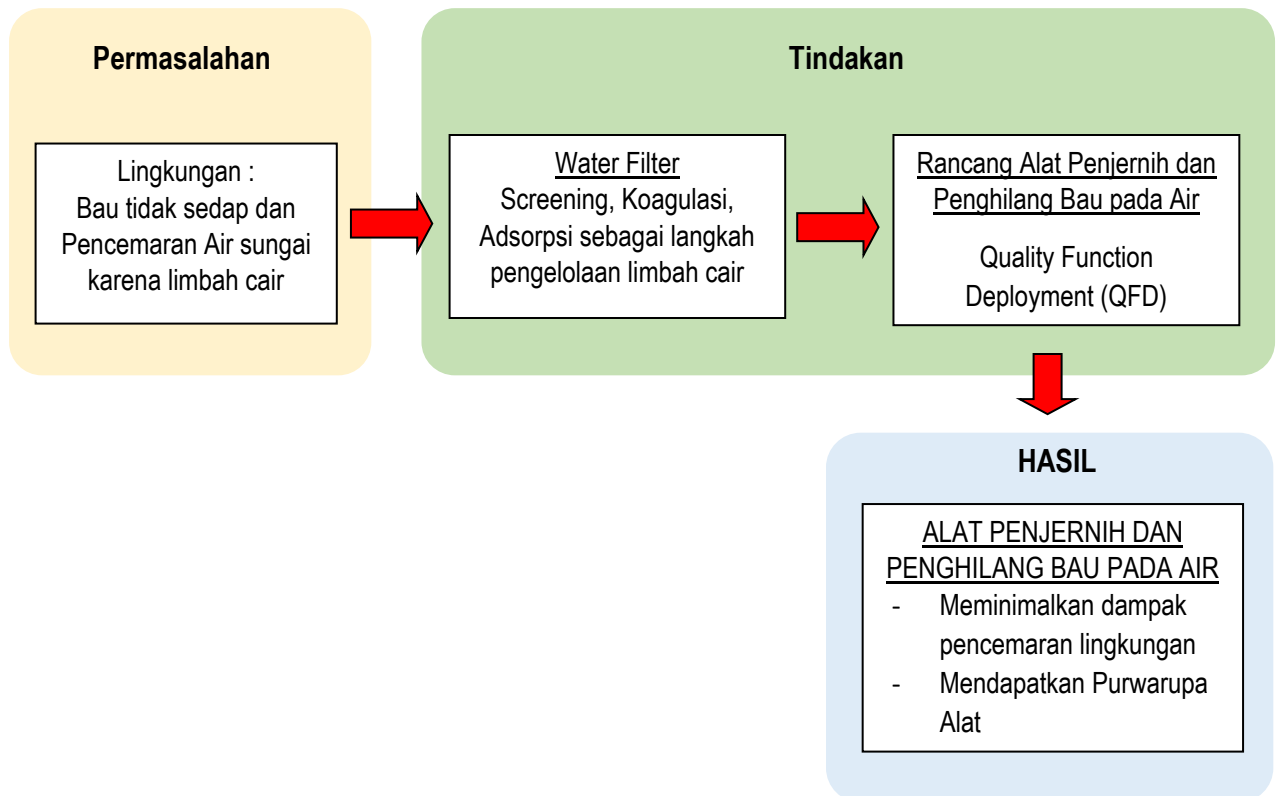 Permasalahan
Lingkungan :
Bau tidak sedap dan
Pencemaran Air sungai
karena limbah cair
Tindakan
Water Filter
Screening, Koagulasi,
Adsorpsi sebagai langkah
pengelolaan limbah cair
Rancang Alat Penjernih dan
Penghilang Bau pada Air
Quality Function
Deployment (QFD)
HASIL
ALAT PENJERNIH DAN
PENGHILANG BAU PADA AIR
- Meminimalkan dampak
pencemaran lingkungan
- Mendapatkan Purwarupa
Alat